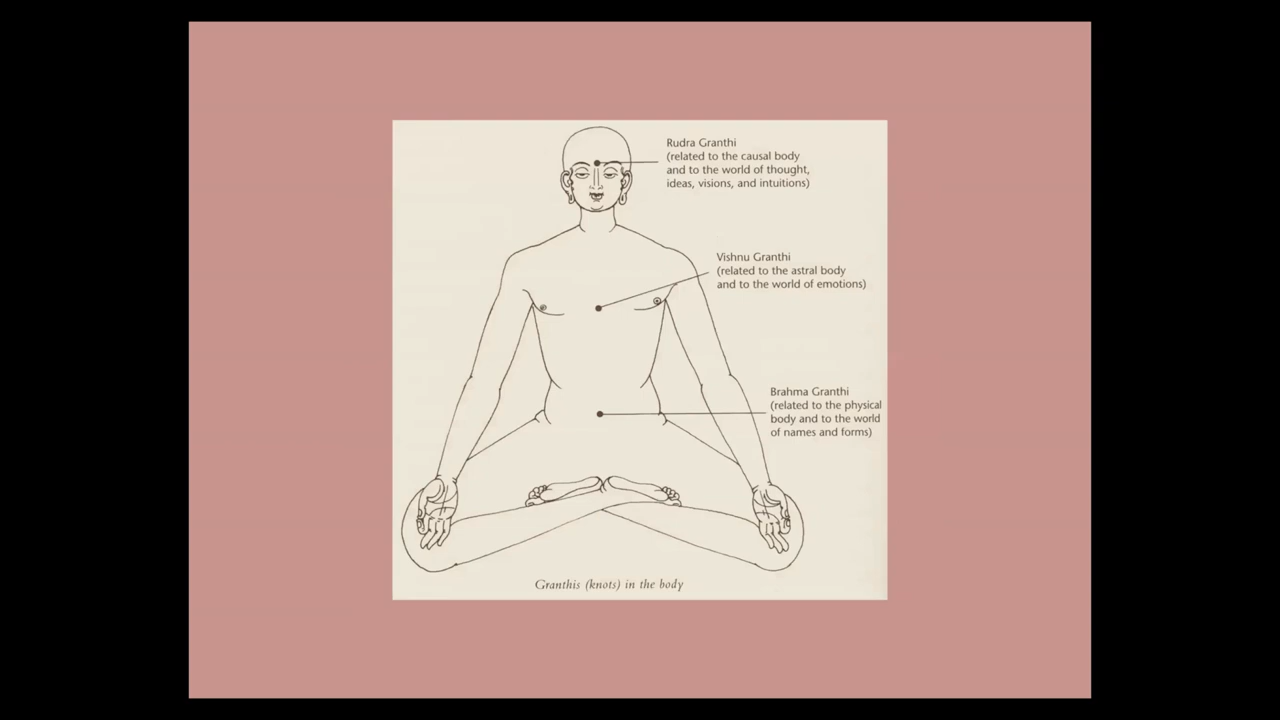 Rudra Granthi
(related to the causal body
and to the world of thought,
ideas, visions, and intuitions)
Vishnu Granthi
(related to the astral body
and to the world of emotions)
Brahma Granthi
(related to the physical
body and to the world
of names and forms)
Granthis (knots) in the body